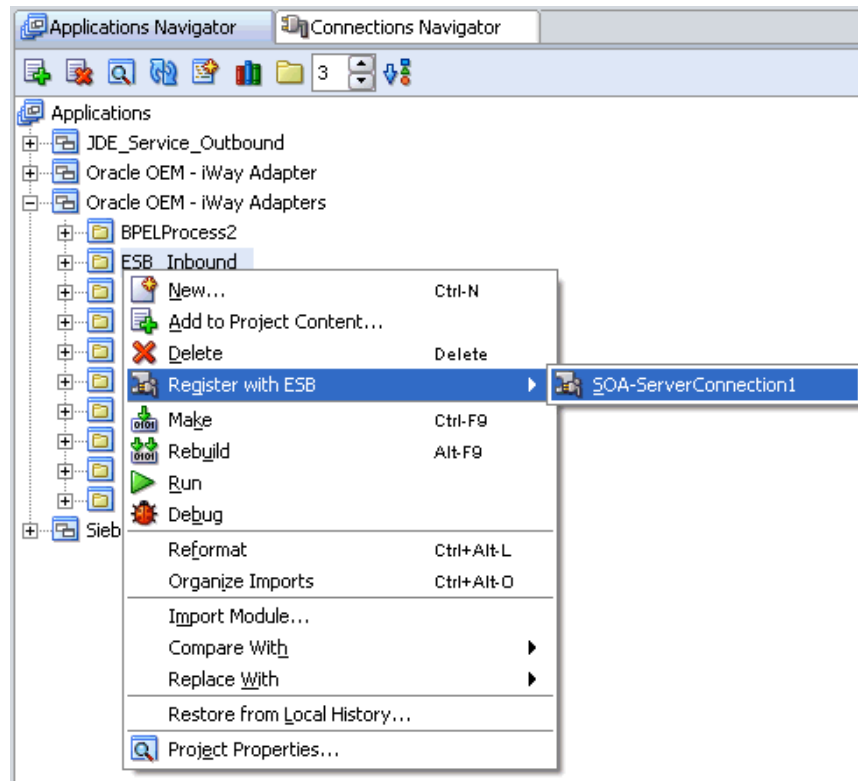 Applications Navigator Connections Navigator
3
Applications
JDE_Service_Outbound
Oracle OEM - iWay Adapter
Oracle OEM - iWay Adapters
BPELProcess2
ESB_Inbound
New... Ctrl-N
Add to Project Content...
Delete Delete
Register with ESB SOA-ServerConnection1
Make Ctrl-F9
Rebuild Alt-F9
Run
Debug
Sieb
Reformat Ctrl+Alt-L
Organize Imports Ctrl+Alt-O
Import Module...
Compare With
Replace With
Restore from Local History...
Project Properties...